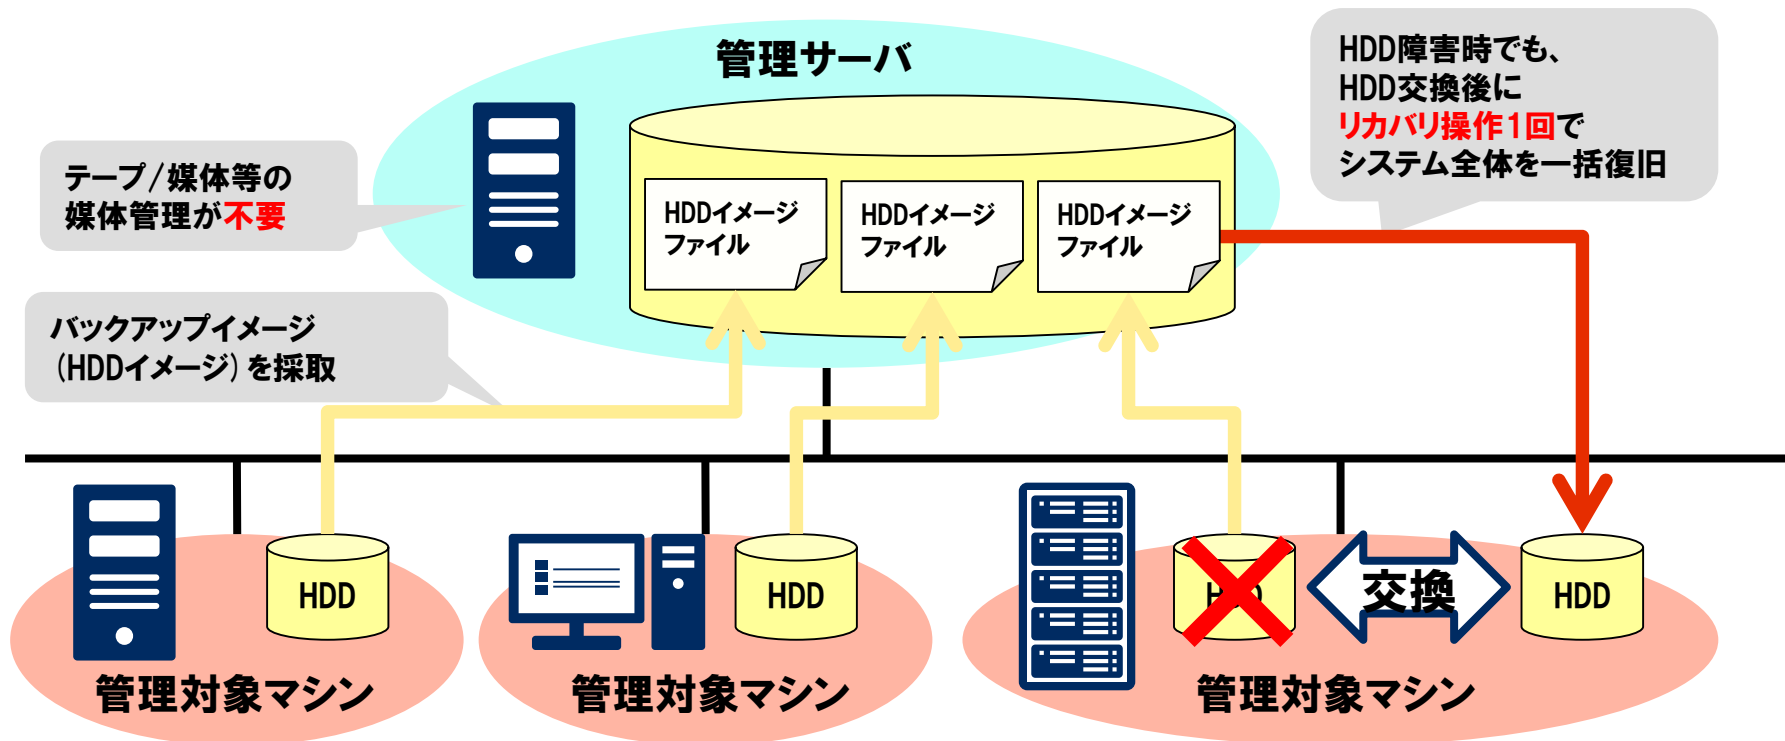 管理サーバ
HDD障害時でも、
HDD交換後に
リカバリ操作1回で
システム全体を一括復旧
テープ/媒体等の
媒体管理が不要
HDDイメージ
ファイル
HDDイメージ
ファイル
HDDイメージ
ファイル
バックアップイメージ
(HDDイメージ)を採取
HDD
管理対象マシン
HDD
管理対象マシン
HDD
交換
HDD
管理対象マシン